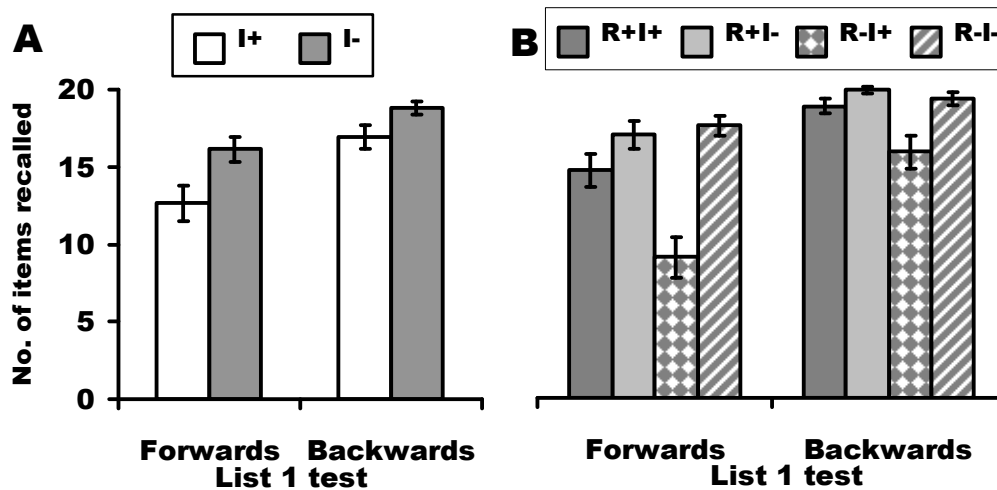 A
I+ I-
B
R+I+ R+I- R-I+ R-I-
No. of items recalled
20
15
10
5
0
Forwards Backwards
List 1 test
Forwards Backwards
List 1 test